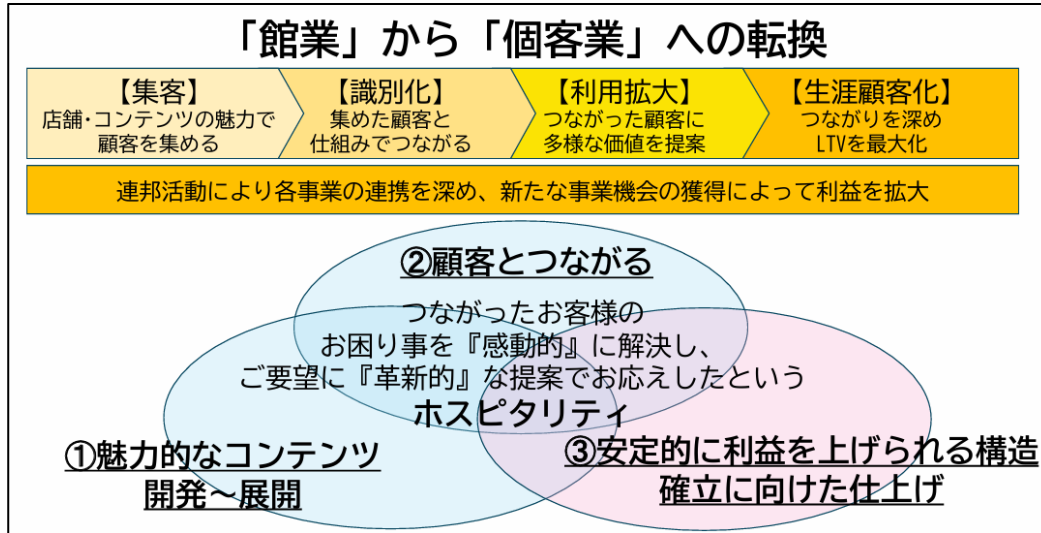 「館業」から「個客業」への転換
【集客】
店舗・コンテンツの魅力で
顧客を集める
【識別化】
集めた顧客と
仕組みでつながる
【利用拡大】
つながった顧客に
多様な価値を提案
【生涯顧客化】
つながりを深め
LTVを最大化
連邦活動により各事業の連携を深め、新たな事業機会の獲得によって利益を拡大
②顧客とつながる
つながったお客様の
お困り事を『感動的』に解決し、
ご要望に『革新的』な提案でお応えしたという
ホスピタリティ
①魅力的なコンテンツ
開発～展開
③安定的に利益を上げられる構造
確立に向けた仕上げ